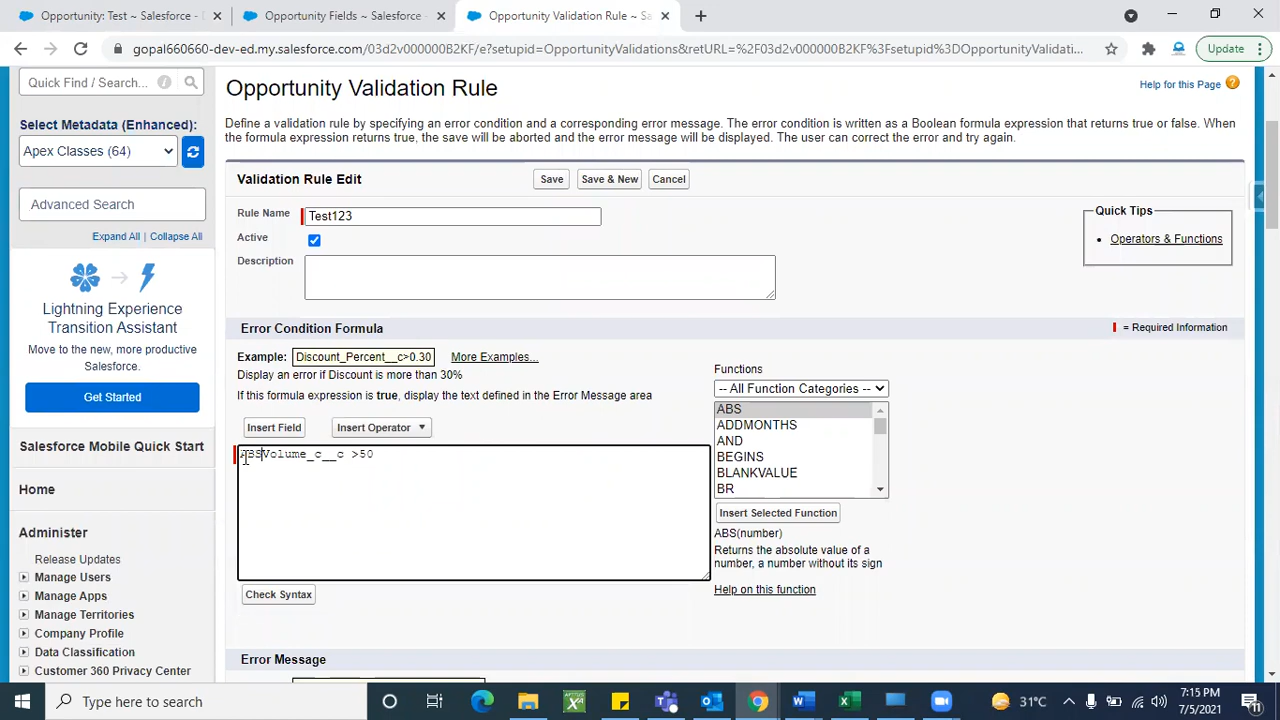 Opportunity: Test ~ Salesforce -
Opportunity Fields ~ Salesforce -
Opportunity Validation Rule ~ Sa
gopal660660-dev-ed.my.salesforce.com/03d2v000000B2KF/e?setupid=OpportunityValidations&retURL=%2F03d2v000000B2KF%3Fsetupid%3DOpportunityValidati...
Update
Quick Find / Search...
Select Metadata (Enhanced):
Apex Classes (64)
Advanced Search
Expand All | Collapse All
Lightning Experience
Transition Assistant
Move to the new, more productive
Salesforce.
Get Started
Salesforce Mobile Quick Start
Home
Administer
Release Updates
Manage Users
Manage Apps
Manage Territories
Company Profile
Data Classification
Customer 360 Privacy Center
Opportunity Validation Rule
Help for this Page
Define a validation rule by specifying an error condition and a corresponding error message. The error condition is written as a Boolean formula expression that returns true or false. When
the formula expression returns true, the save will be aborted and the error message will be displayed. The user can correct the error and try again.
Validation Rule Edit
Save
Save & New
Cancel
Rule Name
Test123
Active
Description
Quick Tips
• Operators & Functions
Error Condition Formula
= Required Information
Example: Discount_Percent__c>0.30 More Examples...
Display an error if Discount is more than 30%
If this formula expression is true, display the text defined in the Error Message area
Insert Field
Insert Operator
ABSVolume_c__c >50
Check Syntax
Functions
-- All Function Categories --
ABS
ADDMONTHS
AND
BEGINS
BLANKVALUE
BR
Insert Selected Function
ABS(number)
Returns the absolute value of a
number, a number without its sign
Help on this function
Error Message
Type here to search
31°C
7:15 PM
7/5/2021
11